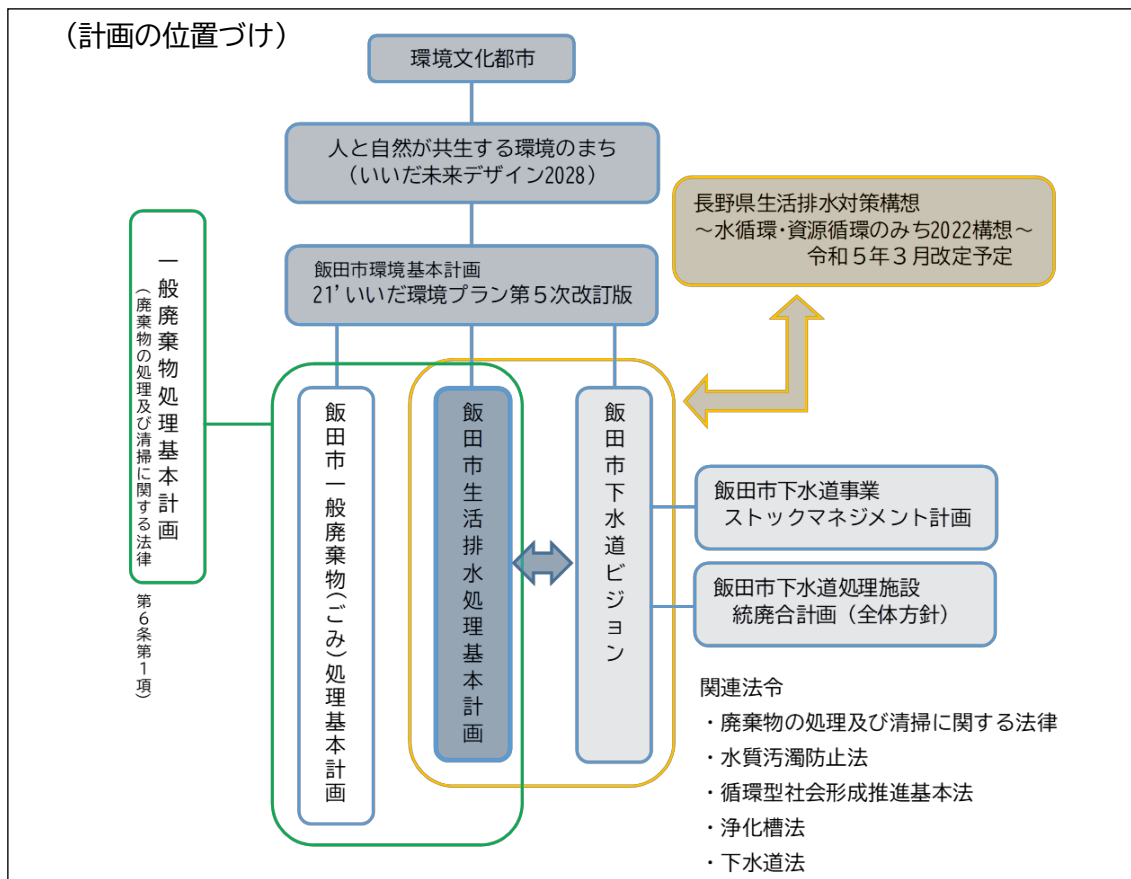 (計画の位置づけ)
環境文化都市
人と自然が共生する環境のまち
(いいだ未来デザイン2028)
長野県生活排水対策構想
~水循環・資源循環のみち2022構想~
令和5年3月改定予定
飯田市環境基本計画
21'いいだ環境プラン第5次改訂版
一般廃棄物処理基本計画
(廃棄物の処理及び清掃に関する法律 第6条第1項)
飯田市一般廃棄物(ごみ)処理基本計画
飯田市生活排水処理基本計画
飯田市下水道ビジョン
飯田市下水道事業
ストックマネジメント計画
飯田市下水道処理施設
統廃合計画(全体方針)
関連法令
・廃棄物の処理及び清掃に関する法律
・水質汚濁防止法
・循環型社会形成推進基本法
・浄化槽法
・下水道法